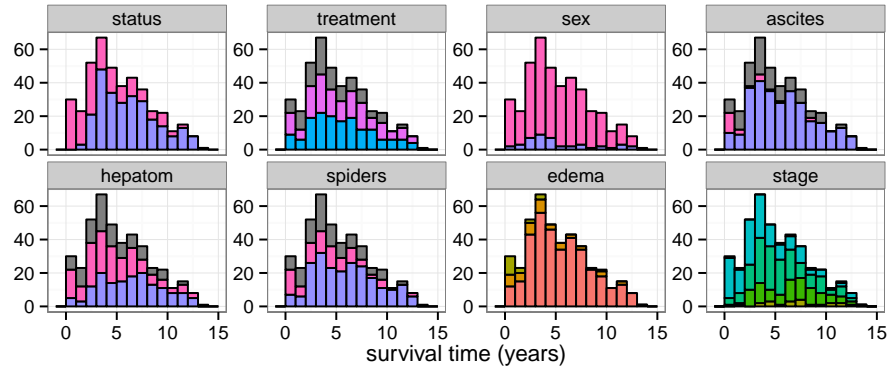 status treatment sex ascites
60
40
20
0
hepatom spiders edema stage
60
40
20
0
0 5 10 15 0 5 10 15 0 5 10 15 0 5 10 15
survival time (years)